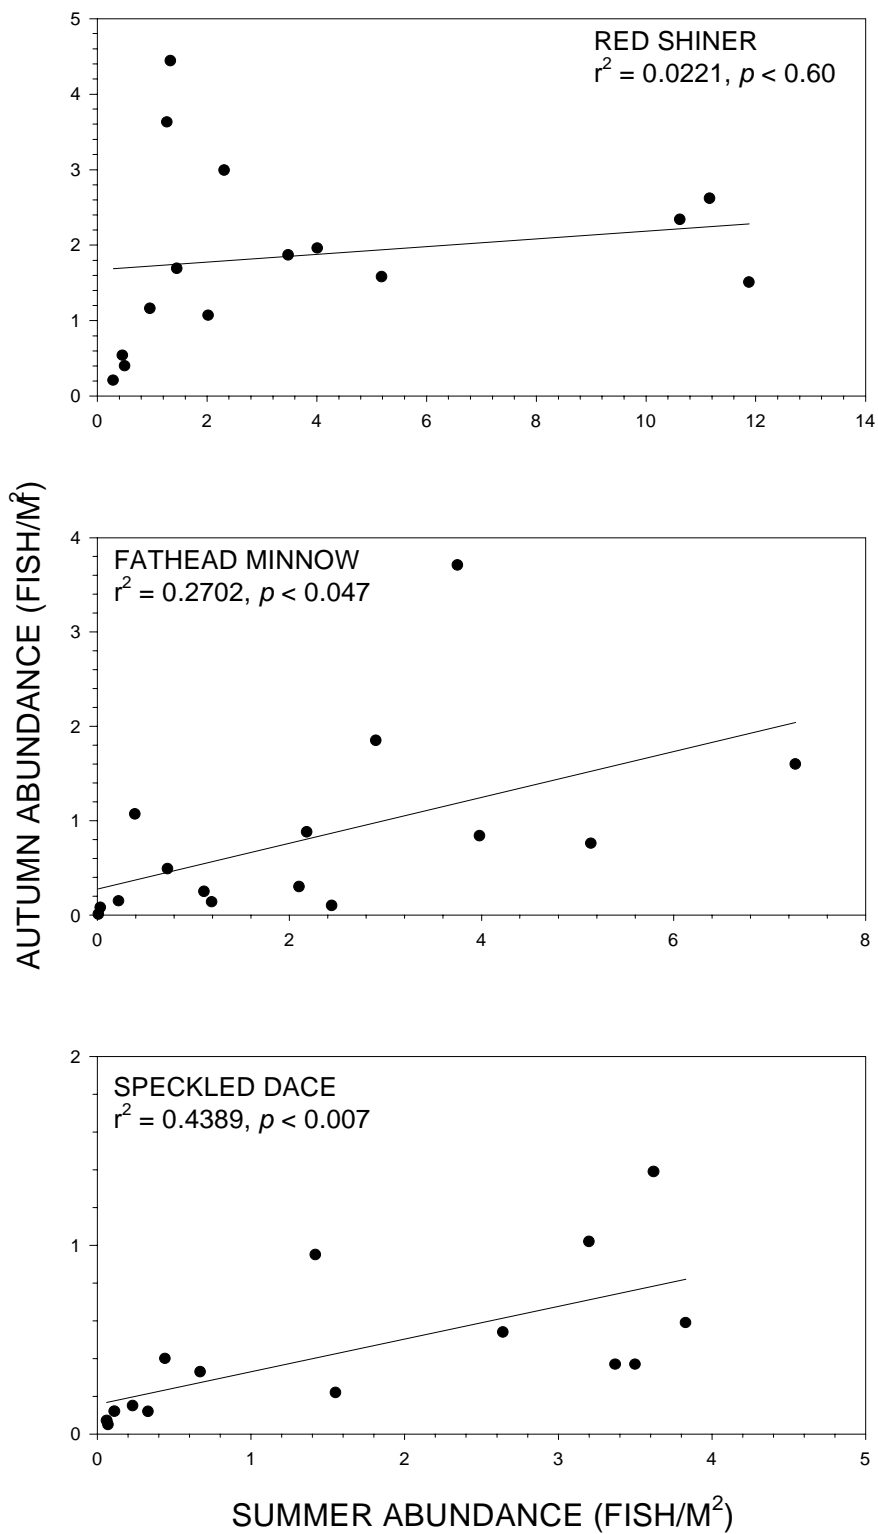 RED SHINER
r² = 0.0221, p < 0.60
5
4
3
2
1
0
0 2 4 6 8 10 12 14
AUTUMN ABUNDANCE (FISH/M²)
FATHEAD MINNOW
r² = 0.2702, p < 0.047
4
3
2
1
0
0 2 4 6 8
SPECKLED DACE
r² = 0.4389, p < 0.007
2
1
0
0 1 2 3 4 5
SUMMER ABUNDANCE (FISH/M²)